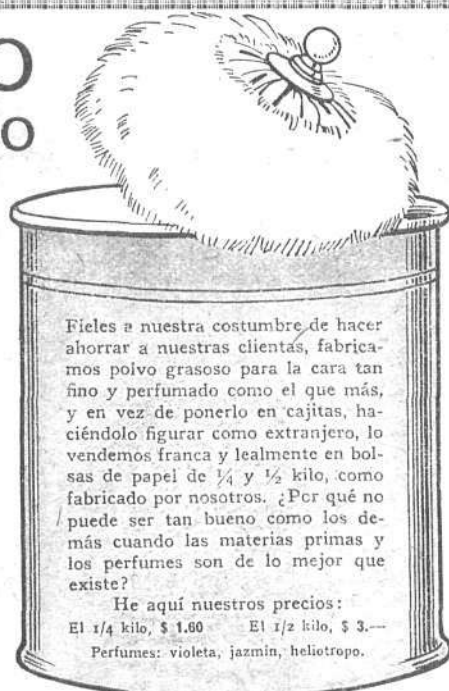 Fieles a nuestra costumbre de hacer
ahorrar a nuestras clientas, fabrica-
mos polvo grasoso para la cara tan
fino y perfumado como el que más,
y en vez de ponerlo en cajitas, ha-
ciéndolo figurar como extranjero, lo
vendemos franca y lealmente en bol-
sas de papel de ¼ y ½ kilo, como
fabricado por nosotros. ¿Por qué no
puede ser tan bueno como los de-
más cuando las materias primas y
los perfumes son de lo mejor que
existe?
He aquí nuestros precios:
El 1/4 kilo, $ 1.60 El 1/2 kilo, $ 3.—
Perfumes: violeta, jazmín, heliotropo.